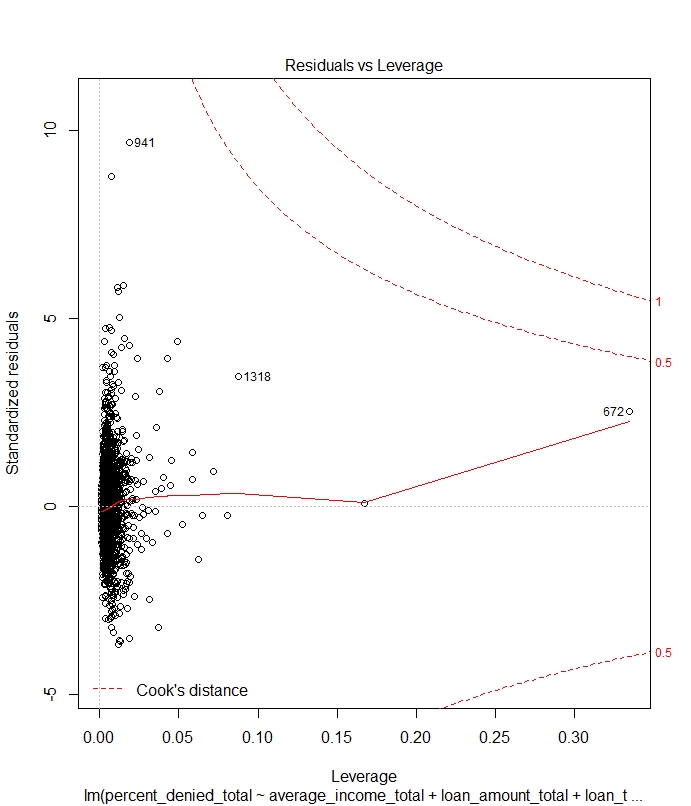 Residuals vs Leverage
Standardized residuals
10
5
0
-5
941
1318
672
1
0.5
0.5
Cook's distance
0.00 0.05 0.10 0.15 0.20 0.25 0.30
Leverage
lm(percent_denied_total ~ average_income_total + loan_amount_total + loan_t ...